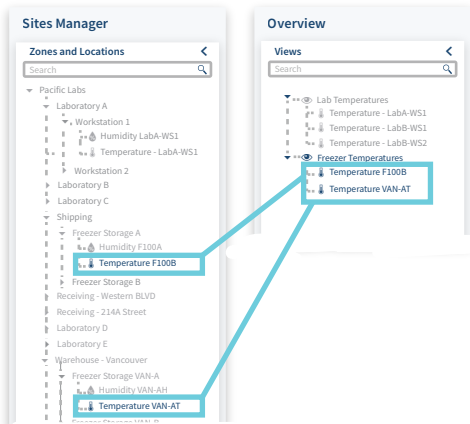 Sites Manager
Zones and Locations
Search
Pacific Labs
Laboratory A
Workstation 1
Humidity LabA-WS1
Temperature - LabA-WS1
Workstation 2
Laboratory B
Laboratory C
Shipping
Freezer Storage A
Humidity F100A
Temperature F100B
Freezer Storage B
Receiving - Western BLVD
Receiving - 214A Street
Laboratory D
Laboratory E
Warehouse - Vancouver
Freezer Storage VAN-A
Humidity VAN-AH
Temperature VAN-AT
Freezer Storage VAN-B
Overview
Views
Search
Lab Temperatures
Temperature - LabA-WS1
Temperature - LabB-WS1
Temperature - LabB-WS2
Freezer Temperatures
Temperature F100B
Temperature VAN-AT